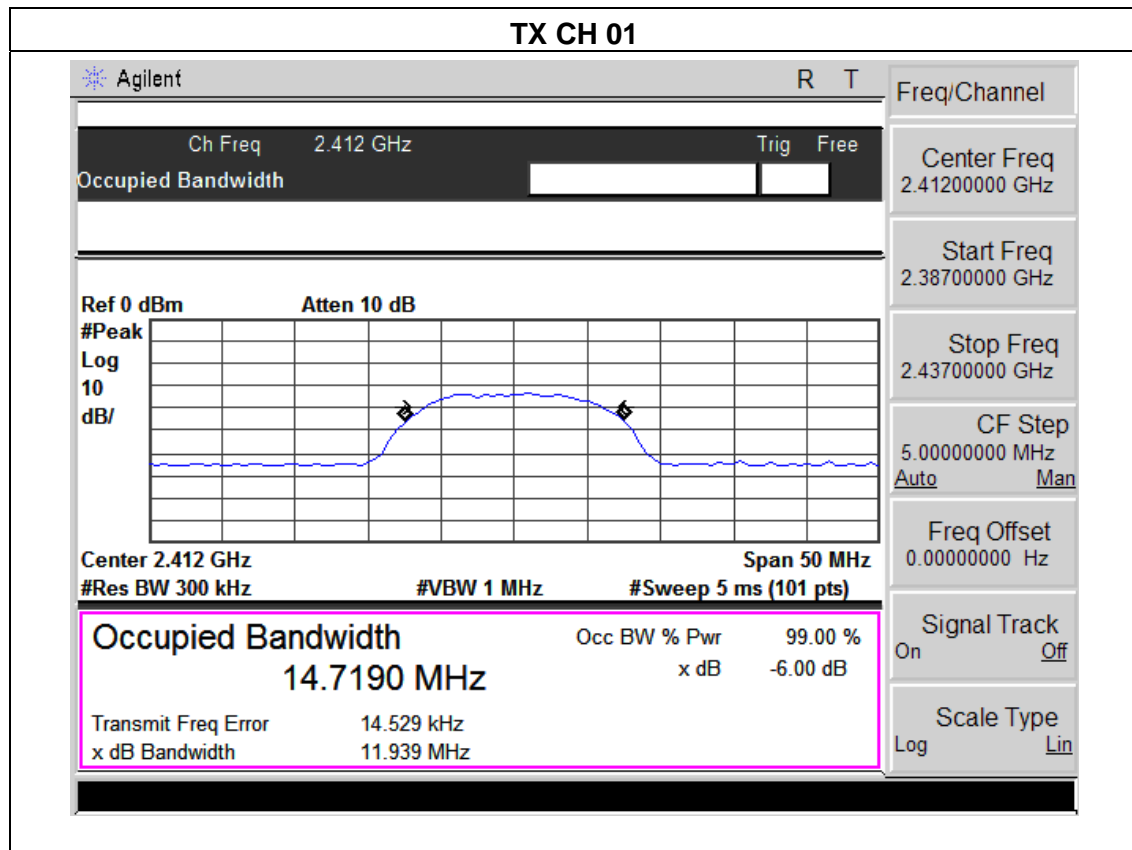 TX CH 01
Agilent R T
Ch Freq 2.412 GHz Trig Free
Occupied Bandwidth
Ref 0 dBm Atten 10 dB
#Peak
Log
10
dB/
Center 2.412 GHz Span 50 MHz
#Res BW 300 kHz #VBW 1 MHz #Sweep 5 ms (101 pts)
Occupied Bandwidth
14.7190 MHz
Occ BW % Pwr 99.00 %
x dB -6.00 dB
Transmit Freq Error 14.529 kHz
x dB Bandwidth 11.939 MHz
Freq/Channel
Center Freq
2.41200000 GHz
Start Freq
2.38700000 GHz
Stop Freq
2.43700000 GHz
CF Step
5.00000000 MHz
Auto Man
Freq Offset
0.00000000 Hz
Signal Track
On Off
Scale Type
Log Lin